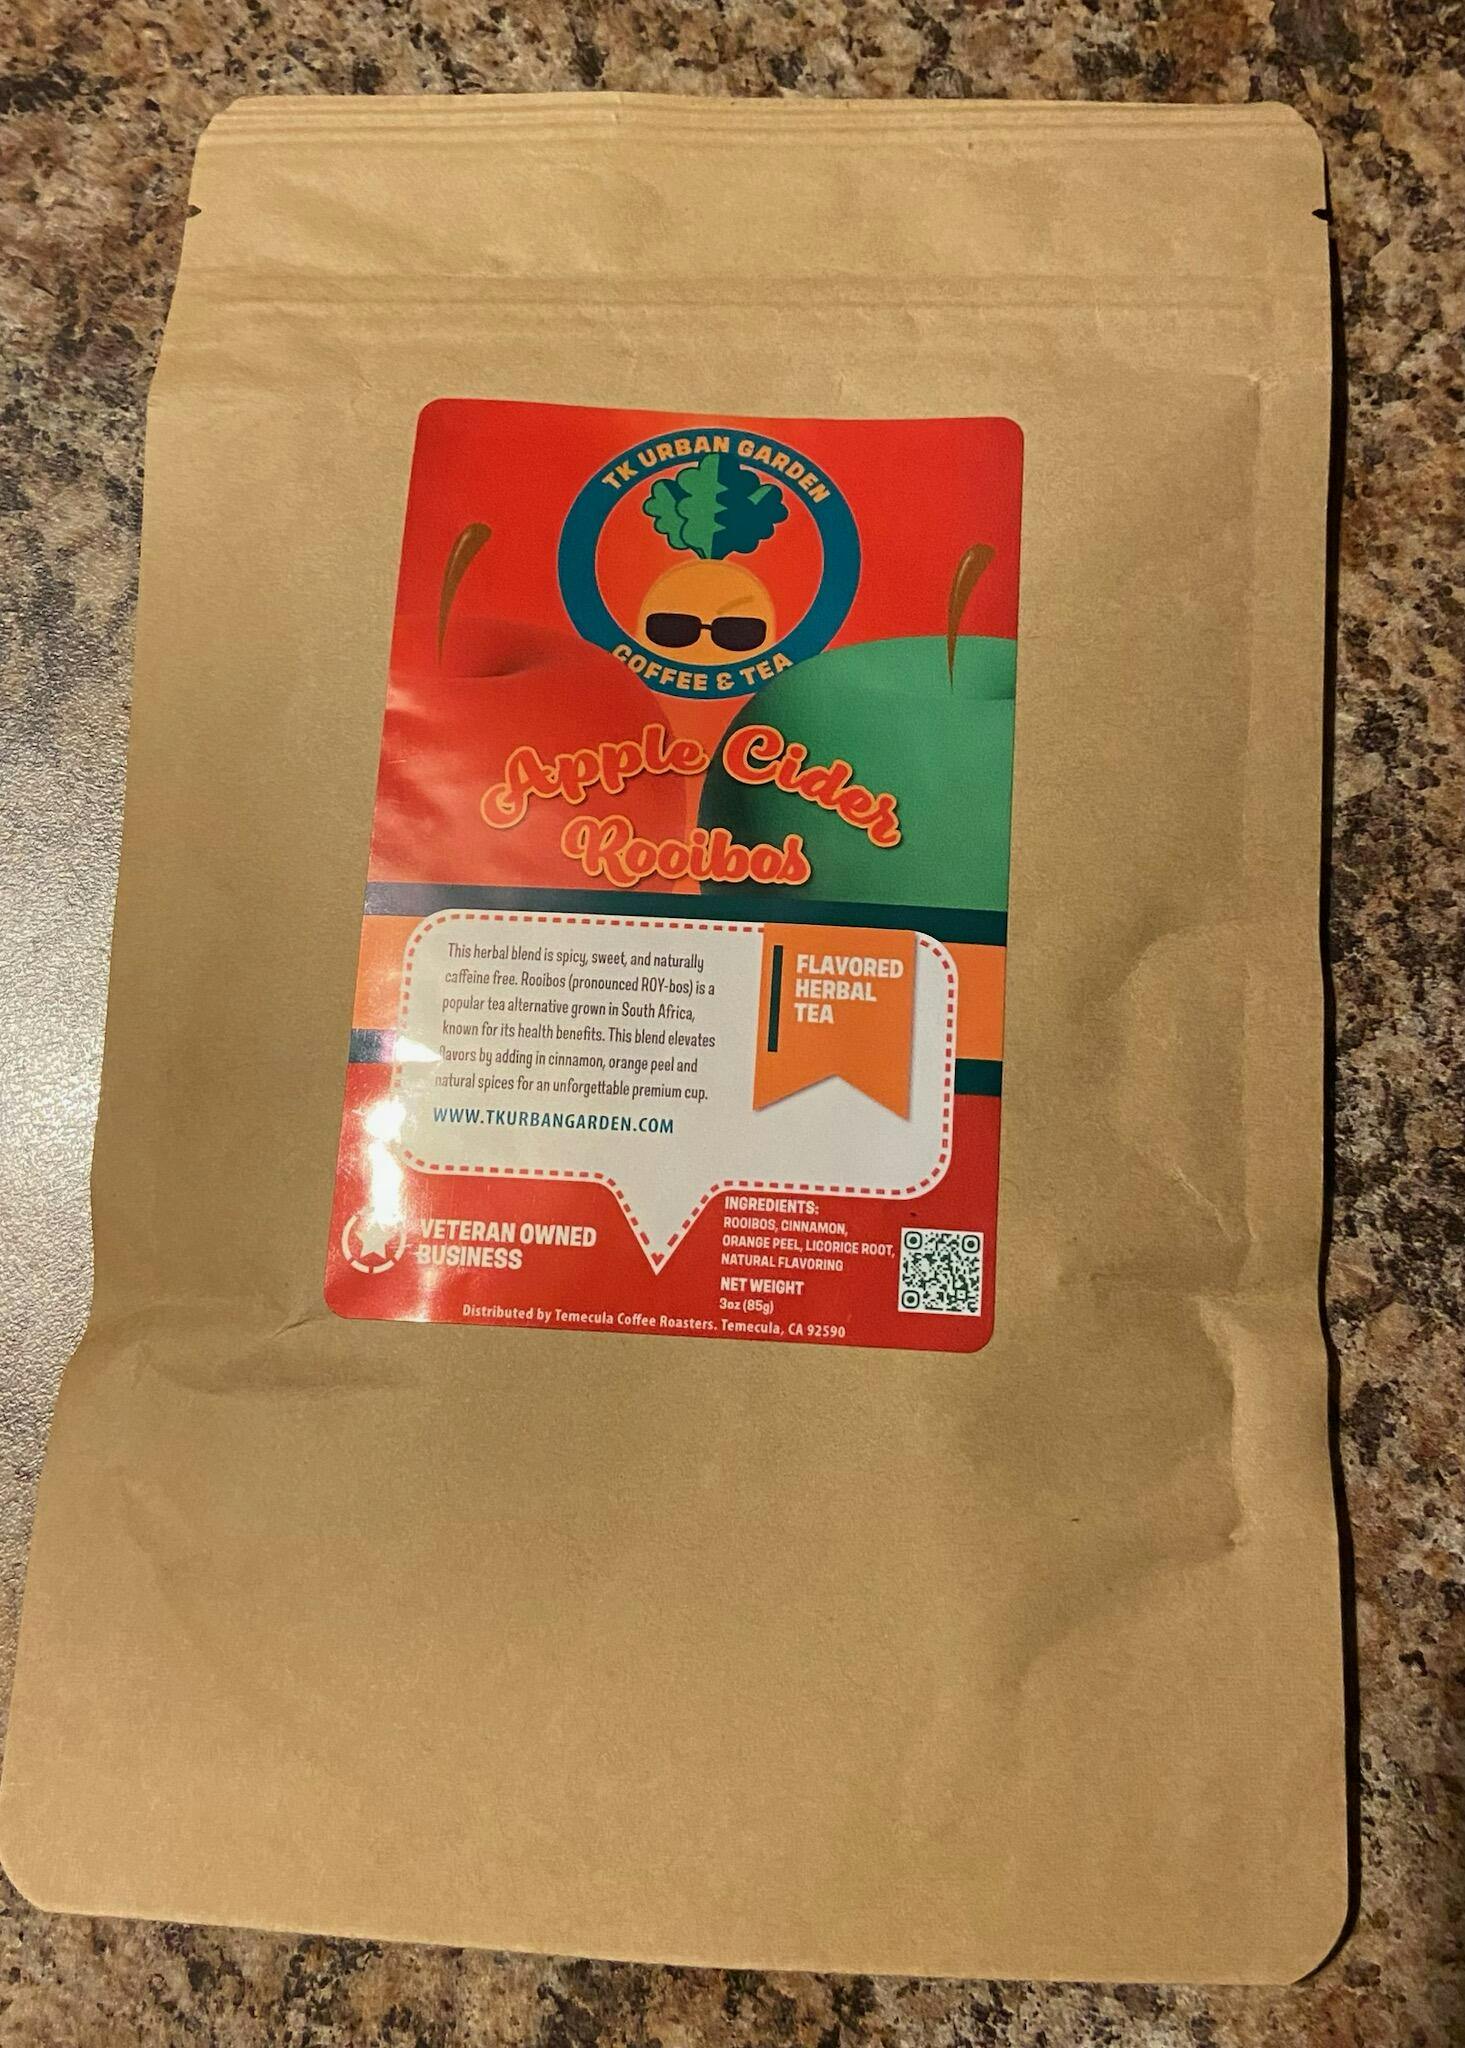 TK URBAN GARDEN
COFFEE & TEA
Apple Cider
Rooibos
This herbal blend is spicy, sweet, and naturally
caffeine free. Rooibos (pronounced ROY-bos) is a
popular tea alternative grown in South Africa,
known for its health benefits. This blend elevates
flavors by adding in cinnamon, orange peel and
natural spices for an unforgettable premium cup.
WWW.TKURBANGARDEN.COM
FLAVORED
HERBAL
TEA
VETERAN OWNED
BUSINESS
INGREDIENTS:
ROOIBOS, CINNAMON,
ORANGE PEEL, LICORICE ROOT,
NATURAL FLAVORING
NET WEIGHT
3oz (85g)
Distributed by Temecula Coffee Roasters. Temecula, CA 92590